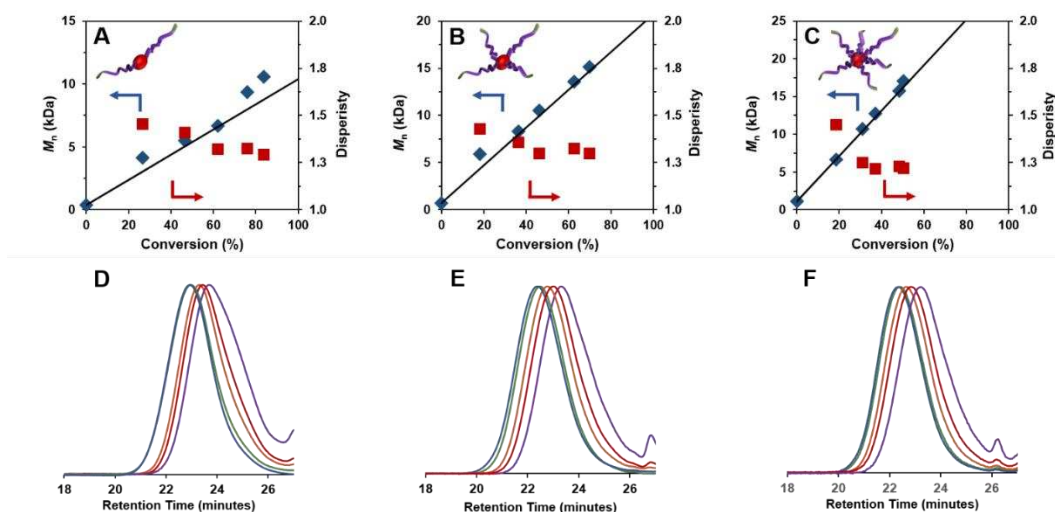 A
15
10
5
0
Mn (kDa)
2.0
1.8
1.5
1.3
1.0
Disperisty
0 20 40 60 80 100
Conversion (%)
B
20
15
10
5
0
Mn (kDa)
2.0
1.8
1.5
1.3
1.0
Disperisty
0 20 40 60 80 100
Conversion (%)
C
25
20
15
10
5
0
Mn (kDa)
2.0
1.8
1.5
1.3
1.0
Disperisty
0 20 40 60 80 100
Conversion (%)
D
18 20 22 24 26
Retention Time (minutes)
E
18 20 22 24 26
Retention Time (minutes)
F
18 20 22 24 26
Retention Time (minutes)